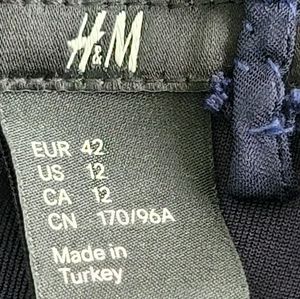 H&M
EUR 42
US 12
CA 12
CN 170/96A
Made in
Turkey